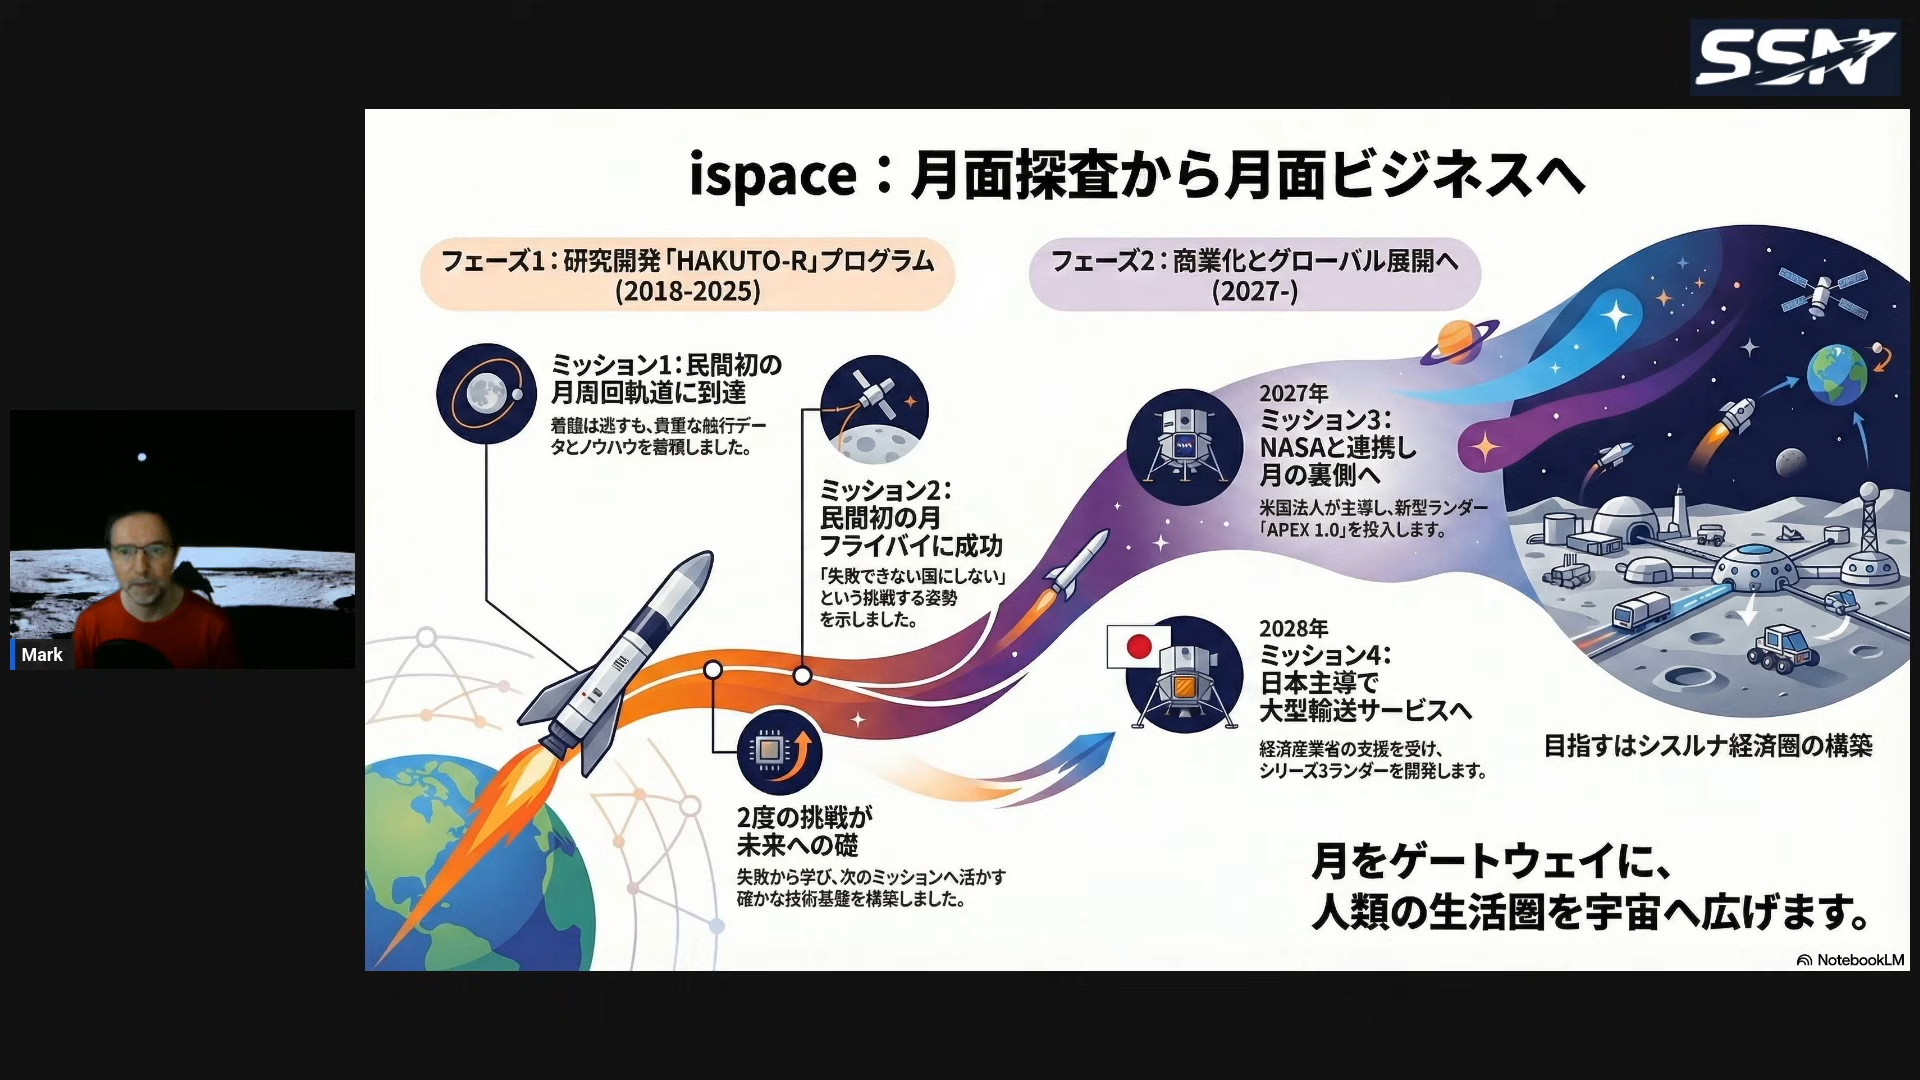 SSN
ispace：月面探査から月面ビジネスへ
フェーズ1：研究開発「HAKUTO-R」プログラム
(2018-2025)
フェーズ2：商業化とグローバル展開へ
(2027-)
ミッション1：民間初の
月周回軌道に到達
は逃すも、貴重な行デー
タとノウハウを蓄積しました。
ミッション2：
民間初の月
フライバイに成功
「失敗できない国にしない」
という挑戦する姿勢
を示しました。
2度の挑戦が
未来への礎
失敗から学び、次のミッションへ活かす
確かな技術基盤を構築しました。
2027年
ミッション3：
NASAと連携し
月の裏側へ
米国法人が主導し、新型ランダー
「APEX 1.0」を投入します。
2028年
ミッション4：
日本主導で
大型輸送サービスへ
経済産業省の支援を受け、
シリーズ3ランダーを開発します。
目指すはシスルナ経済圏の構築
月をゲートウェイに、
人類の生活圏を宇宙へ広げます。
NotebookLM
Mark